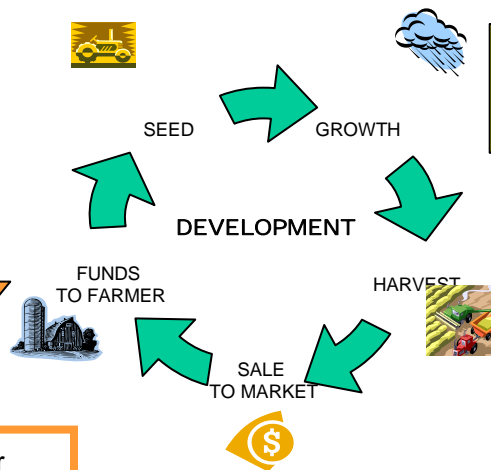 SEED
GROWTH
DEVELOPMENT
FUNDS
TO FARMER
HARVEST
SALE
TO MARKET
$
r